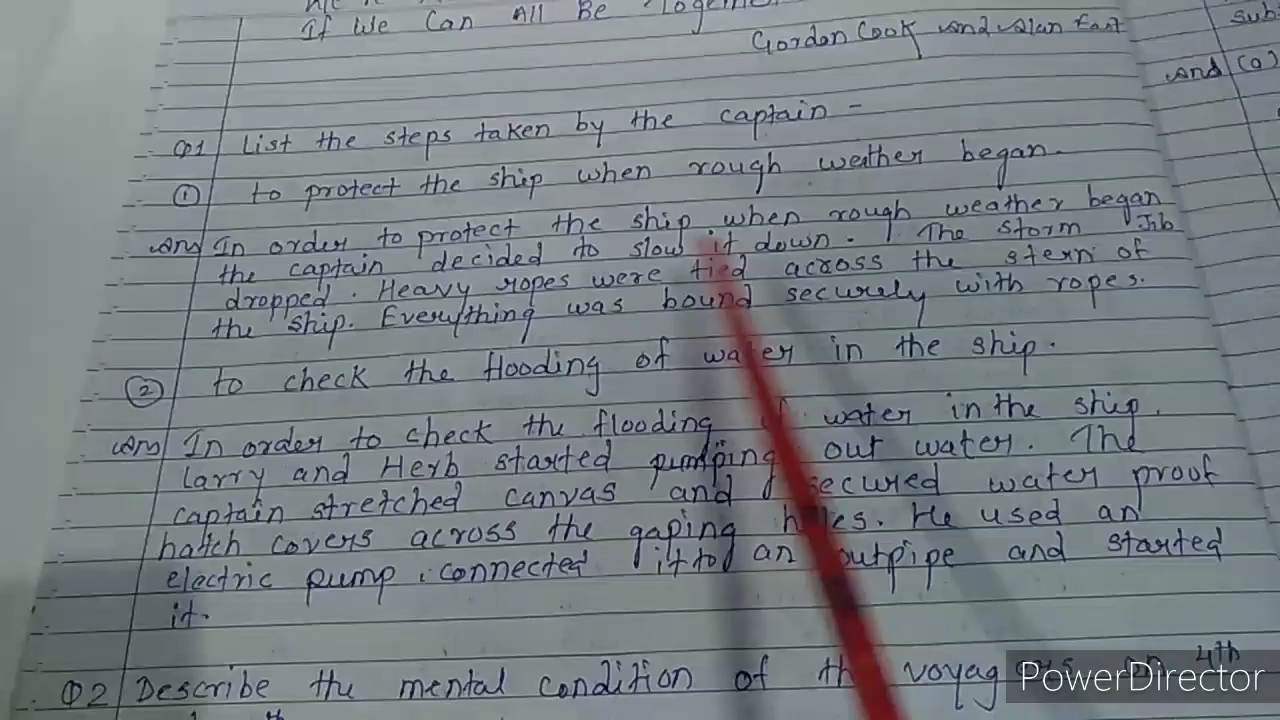 If We Can All Be Together
Gordon Cook and Alan East
and (a)
Q1 List the steps taken by the captain -
① to protect the ship when rough weather began.
Ans In order to protect the ship when rough weather began
the captain decided to slow it down. The storm Jib
dropped. Heavy ropes were tied across the stern of
the ship. Everything was bound securely with ropes.
② to check the flooding of water in the ship.
Ans In order to check the flooding of water in the ship.
larry and Herb started pumping out water. The
captain stretched canvas and secured water proof
hatch covers across the gaping holes. He used an
electric pump, connected it to an outpipe and started
it.
Q2 Describe the mental condition of the voyagers on 4th
PowerDirector